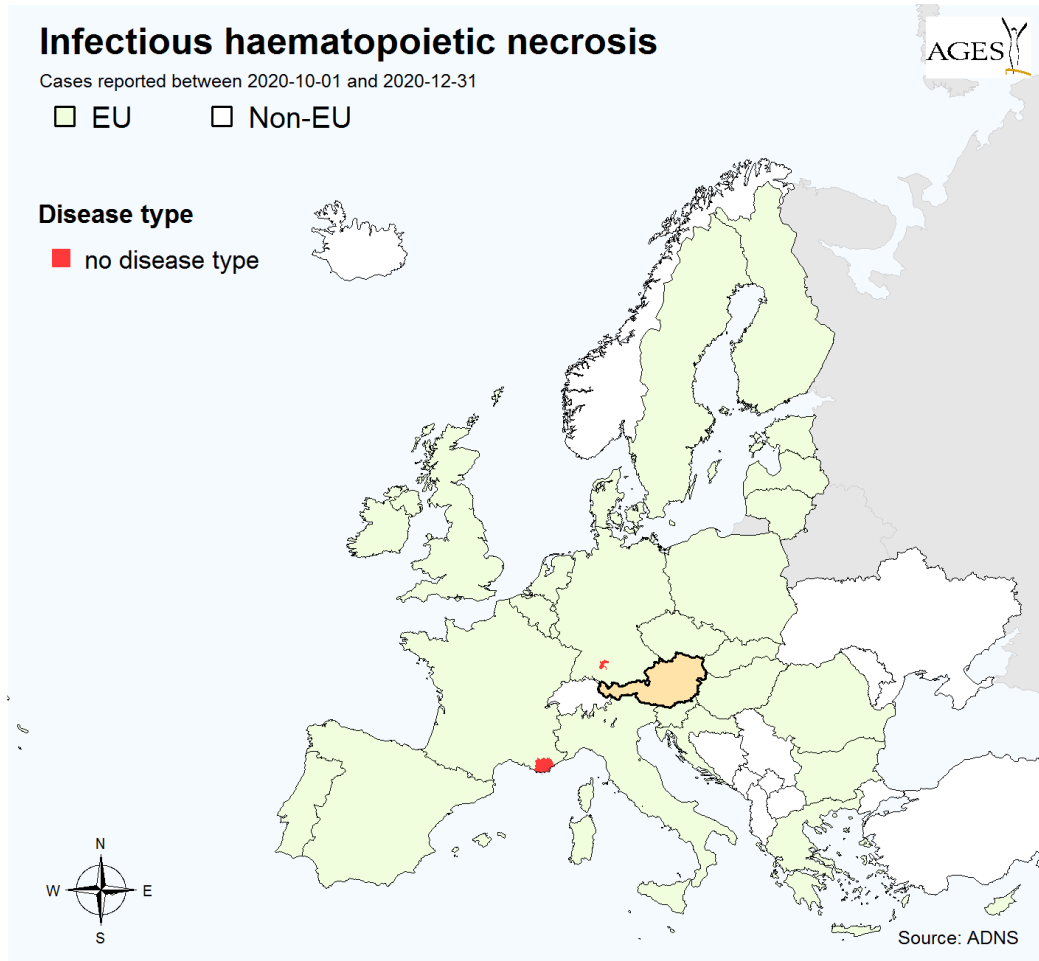 Infectious haematopoietic necrosis
AGES
Cases reported between 2020-10-01 and 2020-12-31
EU
Non-EU
Disease type
no disease type
N
W
E
S
Source: ADNS